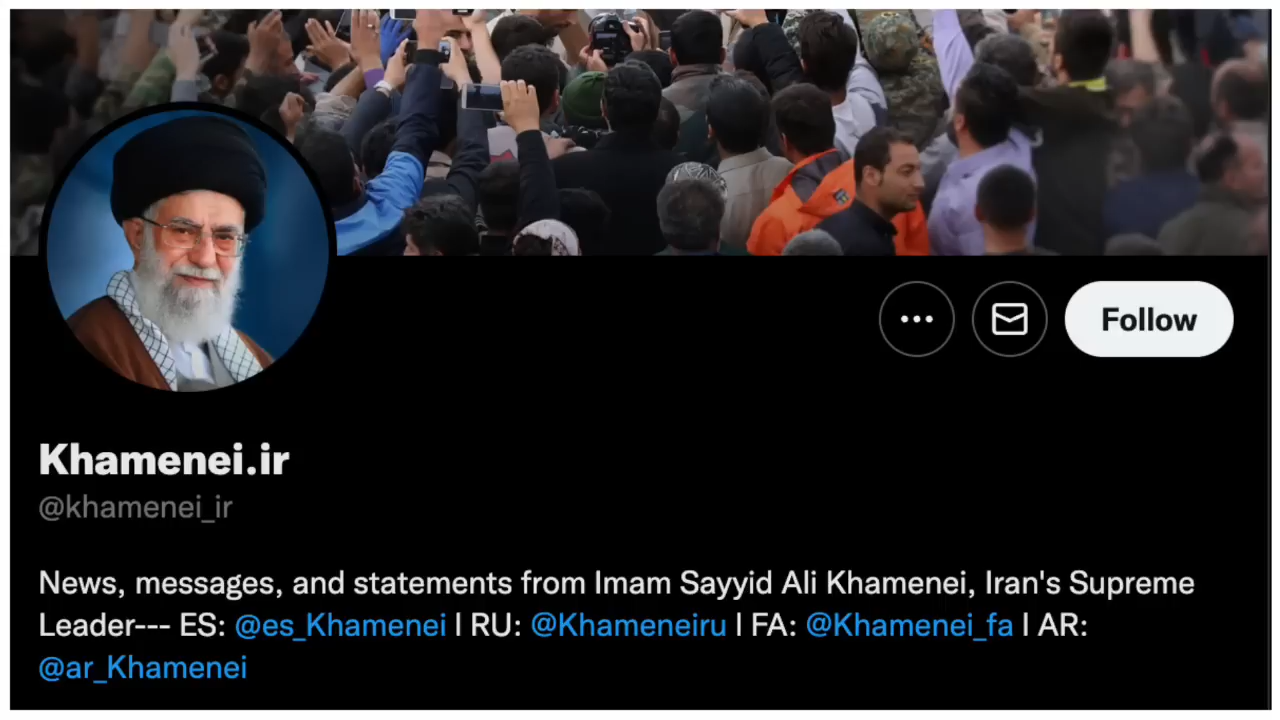 Follow
Khamenei.ir
@khamenei_ir
News, messages, and statements from Imam Sayyid Ali Khamenei, Iran's Supreme
Leader--- ES: @es_Khamenei l RU: @Khameneiru l FA: @Khamenei_fa l AR:
@ar_Khamenei